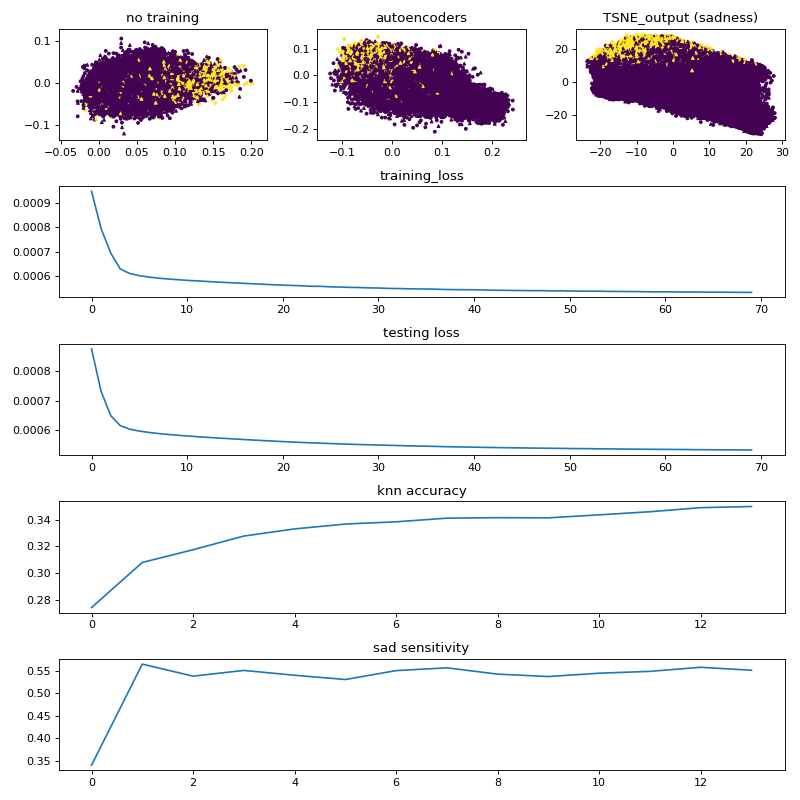 no training autoencoders TSNE_output (sadness)
0.1 0.1 20
0.0 0.0 0
−0.1 −0.1 −20
−0.2
−0.05 0.00 0.05 0.10 0.15 0.20 −0.1 0.0 0.1 0.2 −20 −10 0 10 20 30
training_loss
0.0009
0.0008
0.0007
0.0006
0 10 20 30 40 50 60 70
testing loss
0.0008
0.0007
0.0006
0 10 20 30 40 50 60 70
knn accuracy
0.34
0.32
0.30
0.28
0 2 4 6 8 10 12
sad sensitivity
0.55
0.50
0.45
0.40
0.35
0 2 4 6 8 10 12